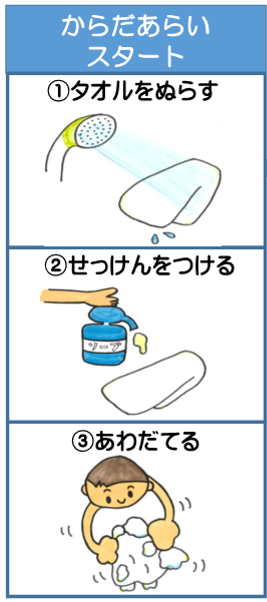 からだあらい
スタート
①タオルをぬらす
②せっけんをつける
ソープ
③あわだてる